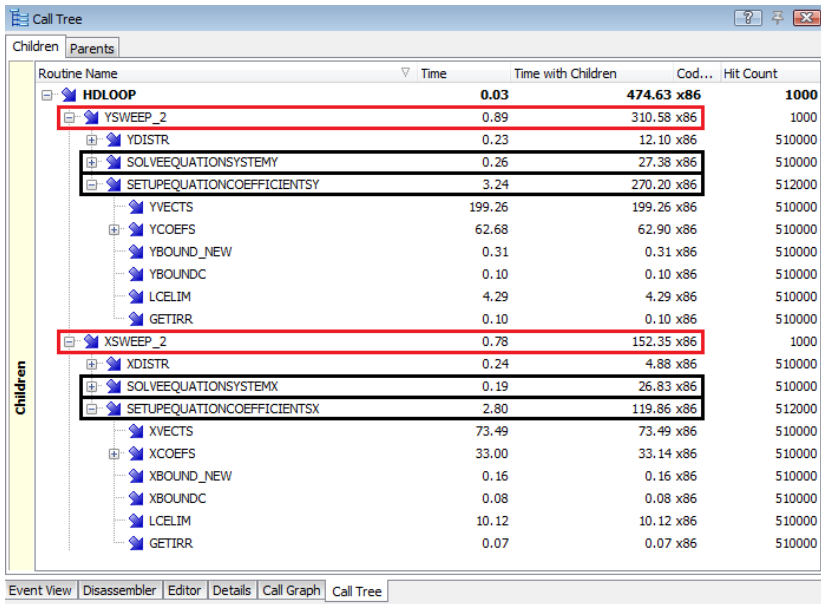 Call Tree
Children Parents
Routine Name Time Time with Children Cod... Hit Count
HDLOOP 0.03 474.63 x86 1000
YSWEEP_2 0.89 310.58 x86 1000
YDISTR 0.23 12.10 x86 510000
SOLVEEQUATIONSYSTEMY 0.26 27.38 x86 510000
SETUPEQUATIONCOEFFICIENTSY 3.24 270.20 x86 512000
YVECTS 199.26 199.26 x86 510000
YCOEFS 62.68 62.90 x86 510000
YBOUND_NEW 0.31 0.31 x86 510000
YBOUNDC 0.10 0.10 x86 510000
LCELIM 4.29 4.29 x86 510000
GETIRR 0.10 0.10 x86 510000
XSWEEP_2 0.78 152.35 x86 1000
XDISTR 0.24 4.88 x86 510000
SOLVEEQUATIONSYSTEMX 0.19 26.83 x86 510000
SETUPEQUATIONCOEFFICIENTSX 2.80 119.86 x86 512000
XVECTS 73.49 73.49 x86 510000
XCOEFS 33.00 33.14 x86 510000
XBOUND_NEW 0.16 0.16 x86 510000
XBOUNDC 0.08 0.08 x86 510000
LCELIM 10.12 10.12 x86 510000
GETIRR 0.07 0.07 x86 510000
Children
Event View Disassembler Editor Details Call Graph Call Tree